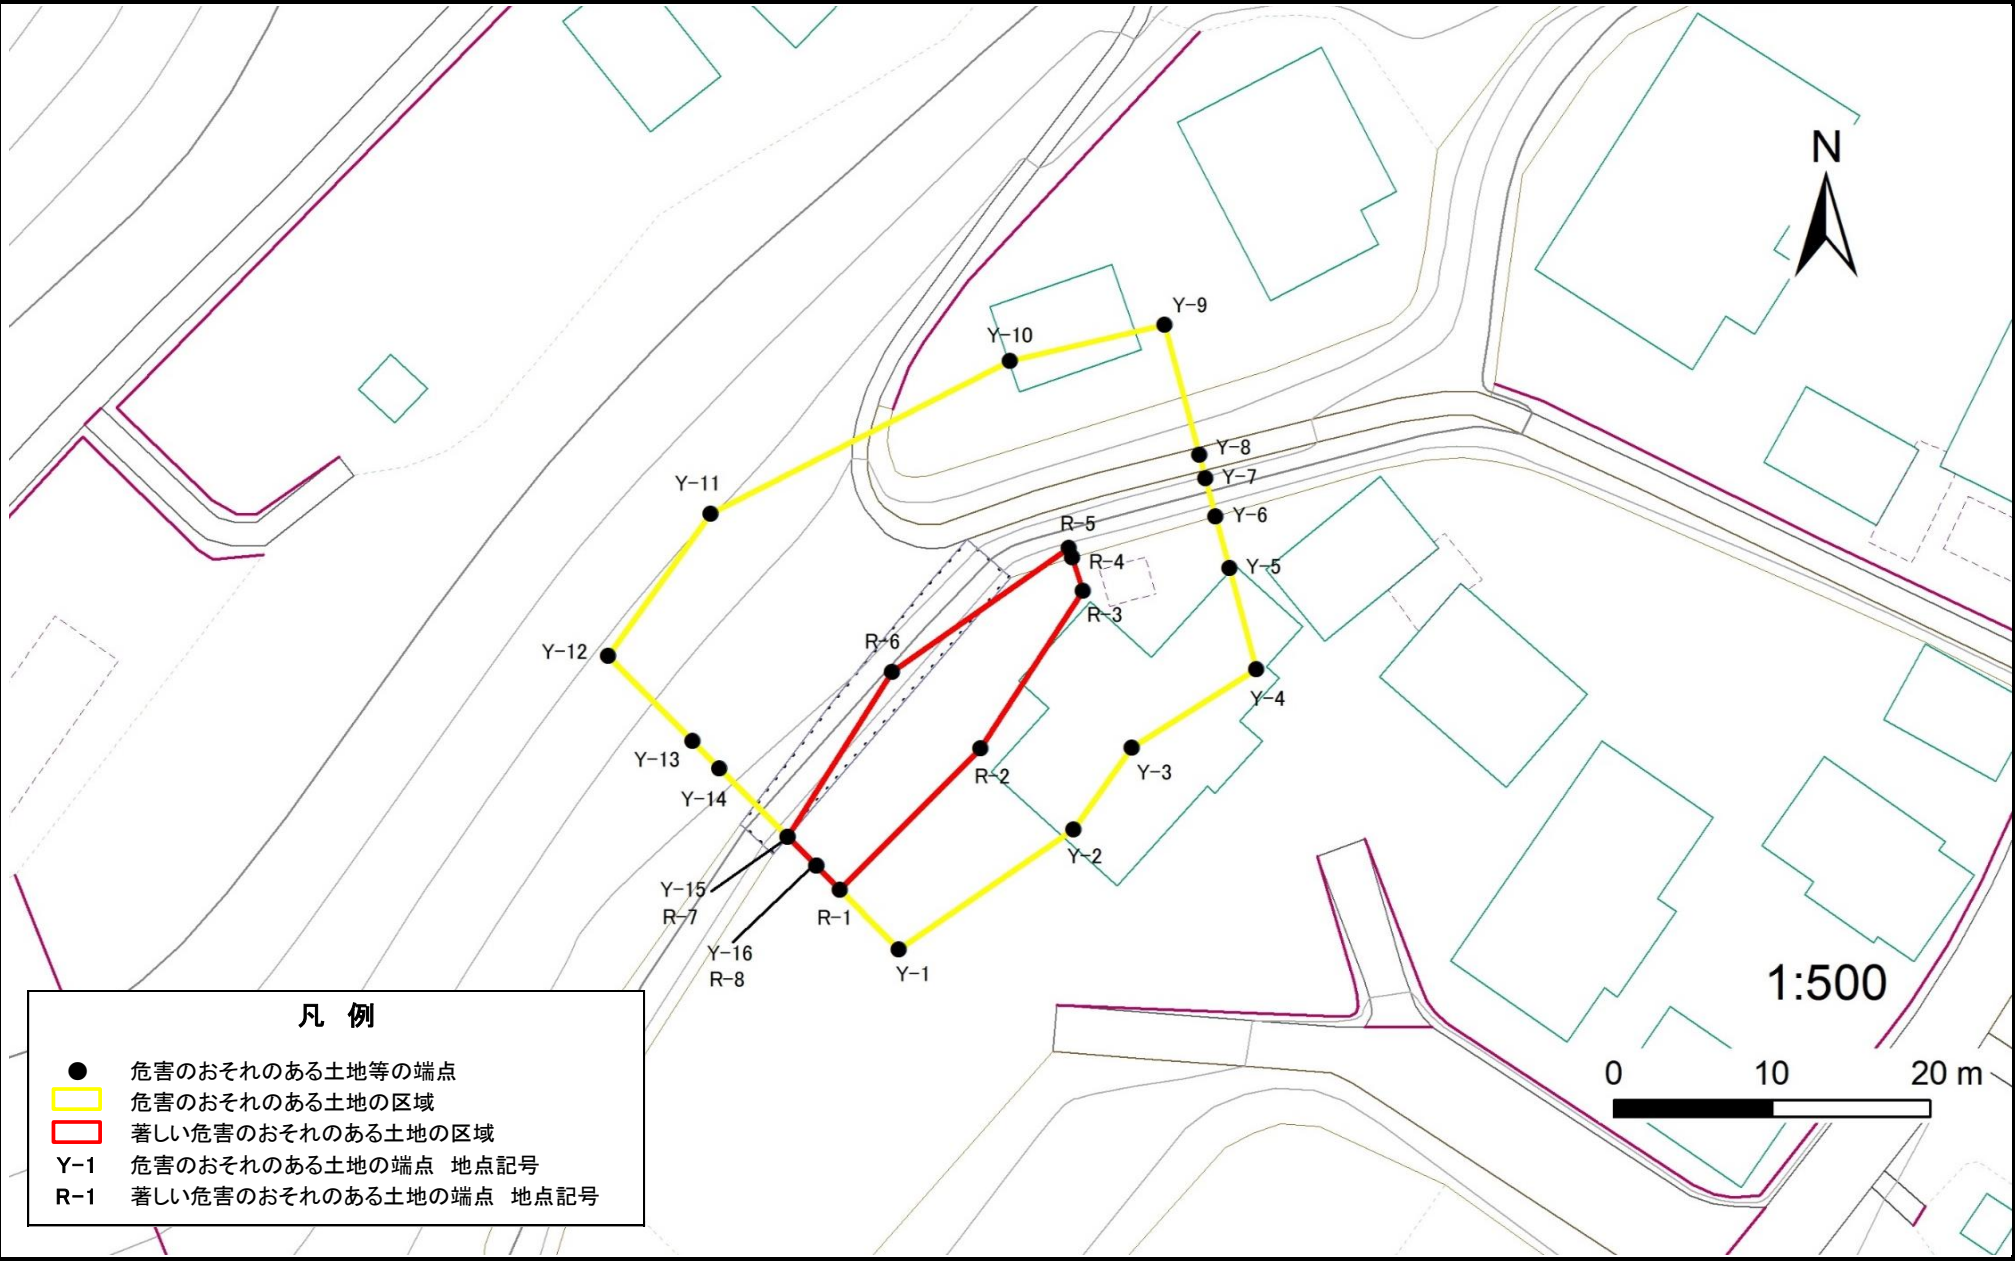 N
Y-9
Y-10
Y-8
Y-7
Y-11
Y-6
R-5
R-4
Y-5
R-3
R-6
Y-12
Y-4
Y-13
Y-3
R-2
Y-14
Y-2
Y-15
R-7
R-1
Y-16
R-8
Y-1
1:500
0 10 20 m
凡 例
危害のおそれのある土地等の端点
危害のおそれのある土地の区域
著しい危害のおそれのある土地の区域
Y-1 危害のおそれのある土地の端点 地点記号
R-1 著しい危害のおそれのある土地の端点 地点記号